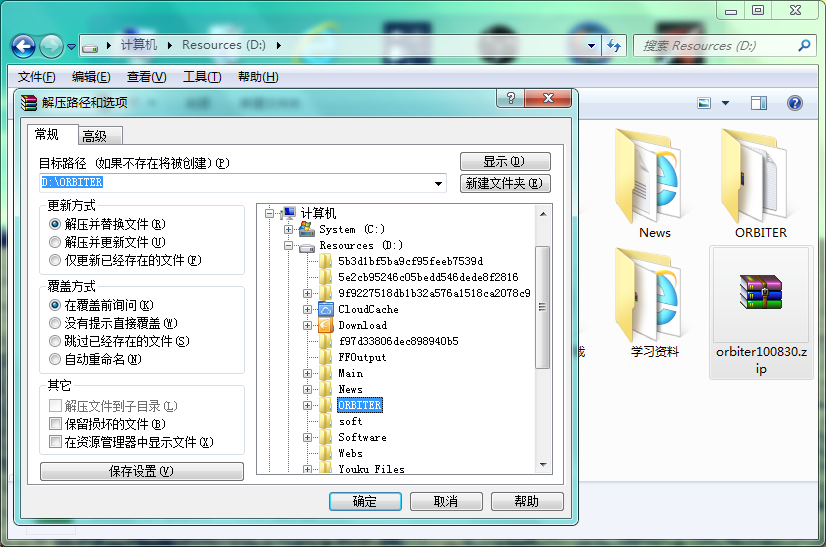 计算机 Resources (D:)
搜索 Resources (D:)
文件(F) 编辑(E) 查看(V) 工具(T) 帮助(H)
解压路径和选项
常规 高级
目标路径 (如果不存在将被创建)(P)
D:\ORBITER
显示(D)
新建文件夹(E)
更新方式
解压并替换文件(R)
解压并更新文件(U)
仅更新已经存在的文件(F)
覆盖方式
在覆盖前询问(K)
没有提示直接覆盖(W)
跳过已经存在的文件(S)
自动重命名(N)
其它
解压文件到子目录(L)
保留损坏的文件(B)
在资源管理器中显示文件(X)
保存设置(V)
计算机
System (C:)
Resources (D:)
5b3d1bf5ba9cf95feeb7539d
5e2cb95246c05bedd546dede8f2816
9f9227518db1b32a576a1518ca2078c9
CloudCache
Download
f97d33806dec898940b5
FFOutput
Main
News
ORBITER
soft
Software
Webs
Youku Files
确定 取消 帮助
News
ORBITER
学习资料
orbiter100830.z
ip